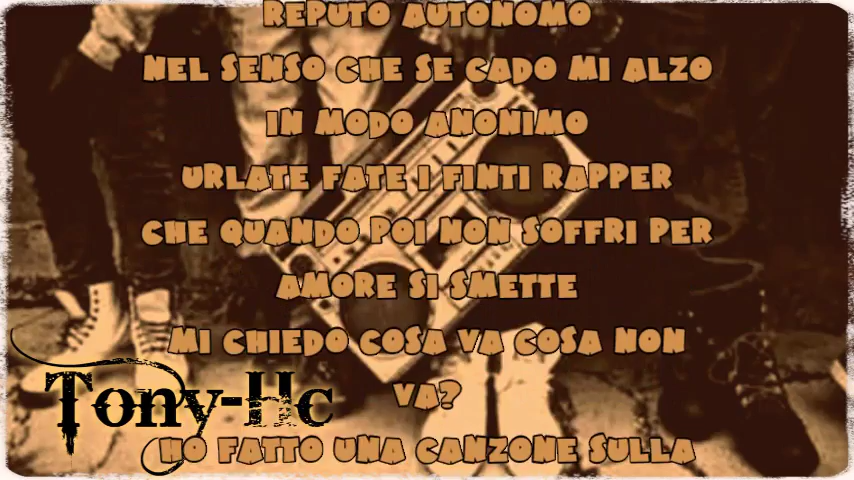 REPUTO AUTONOMO
NEL SENSO CHE SE CADO MI ALZO
IN MODO ANONIMO
URLATE FATE I FINTI RAPPER
CHE QUANDO POI NON SOFFRI PER
AMORE SI SMETTE
MI CHIEDO COSA VA COSA NON
VA?
Tony-Hc
HO FATTO UNA CANZONE SULLA